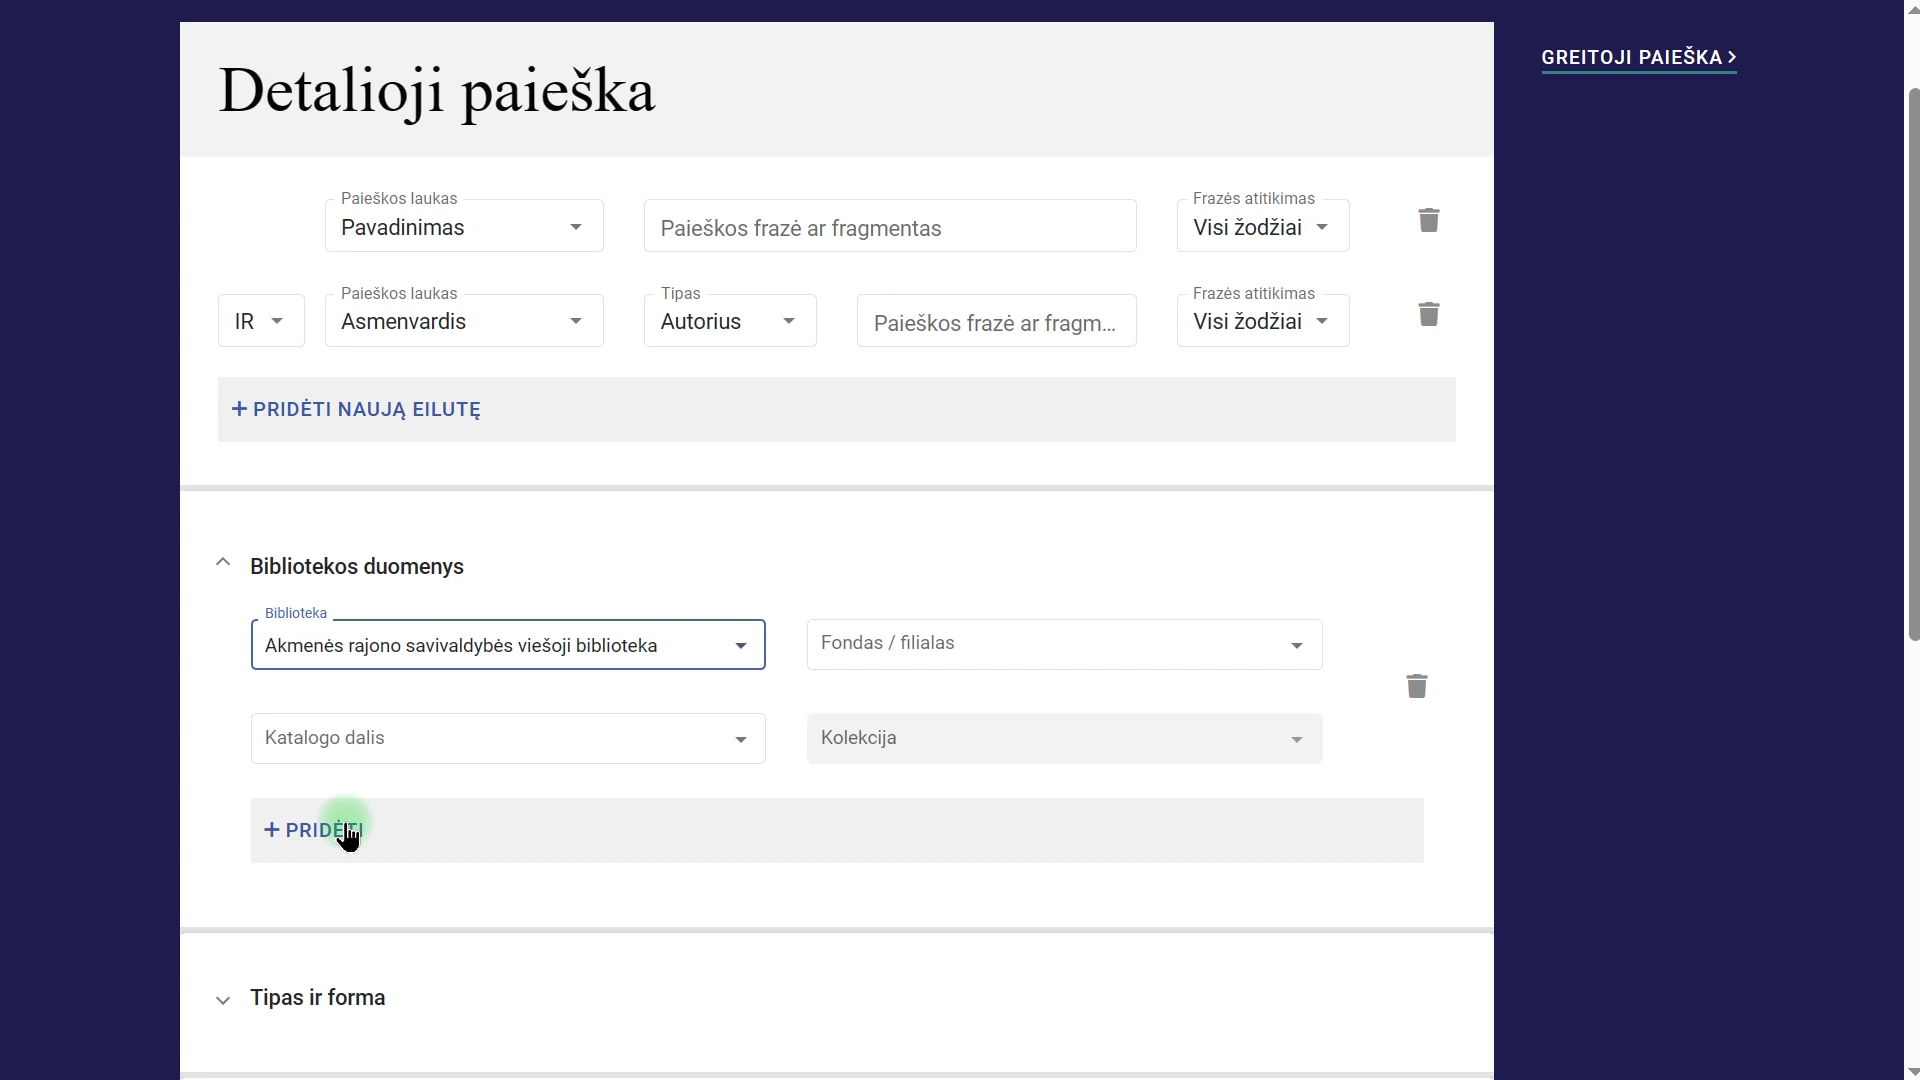 GREITOJI PAIEŠKA
Detalioji paieška
Paieškos laukas
Pavadinimas
Paieškos frazė ar fragmentas
Frazės atitikimas
Visi žodžiai
IR
Paieškos laukas
Asmenvardis
Tipas
Autorius
Paieškos frazė ar fragm...
Frazės atitikimas
Visi žodžiai
+ PRIDĖTI NAUJĄ EILUTĘ
Bibliotekos duomenys
Biblioteka
Akmenės rajono savivaldybės viešoji biblioteka
Fondas / filialas
Katalogo dalis
Kolekcija
+ PRIDĖTI
Tipas ir forma